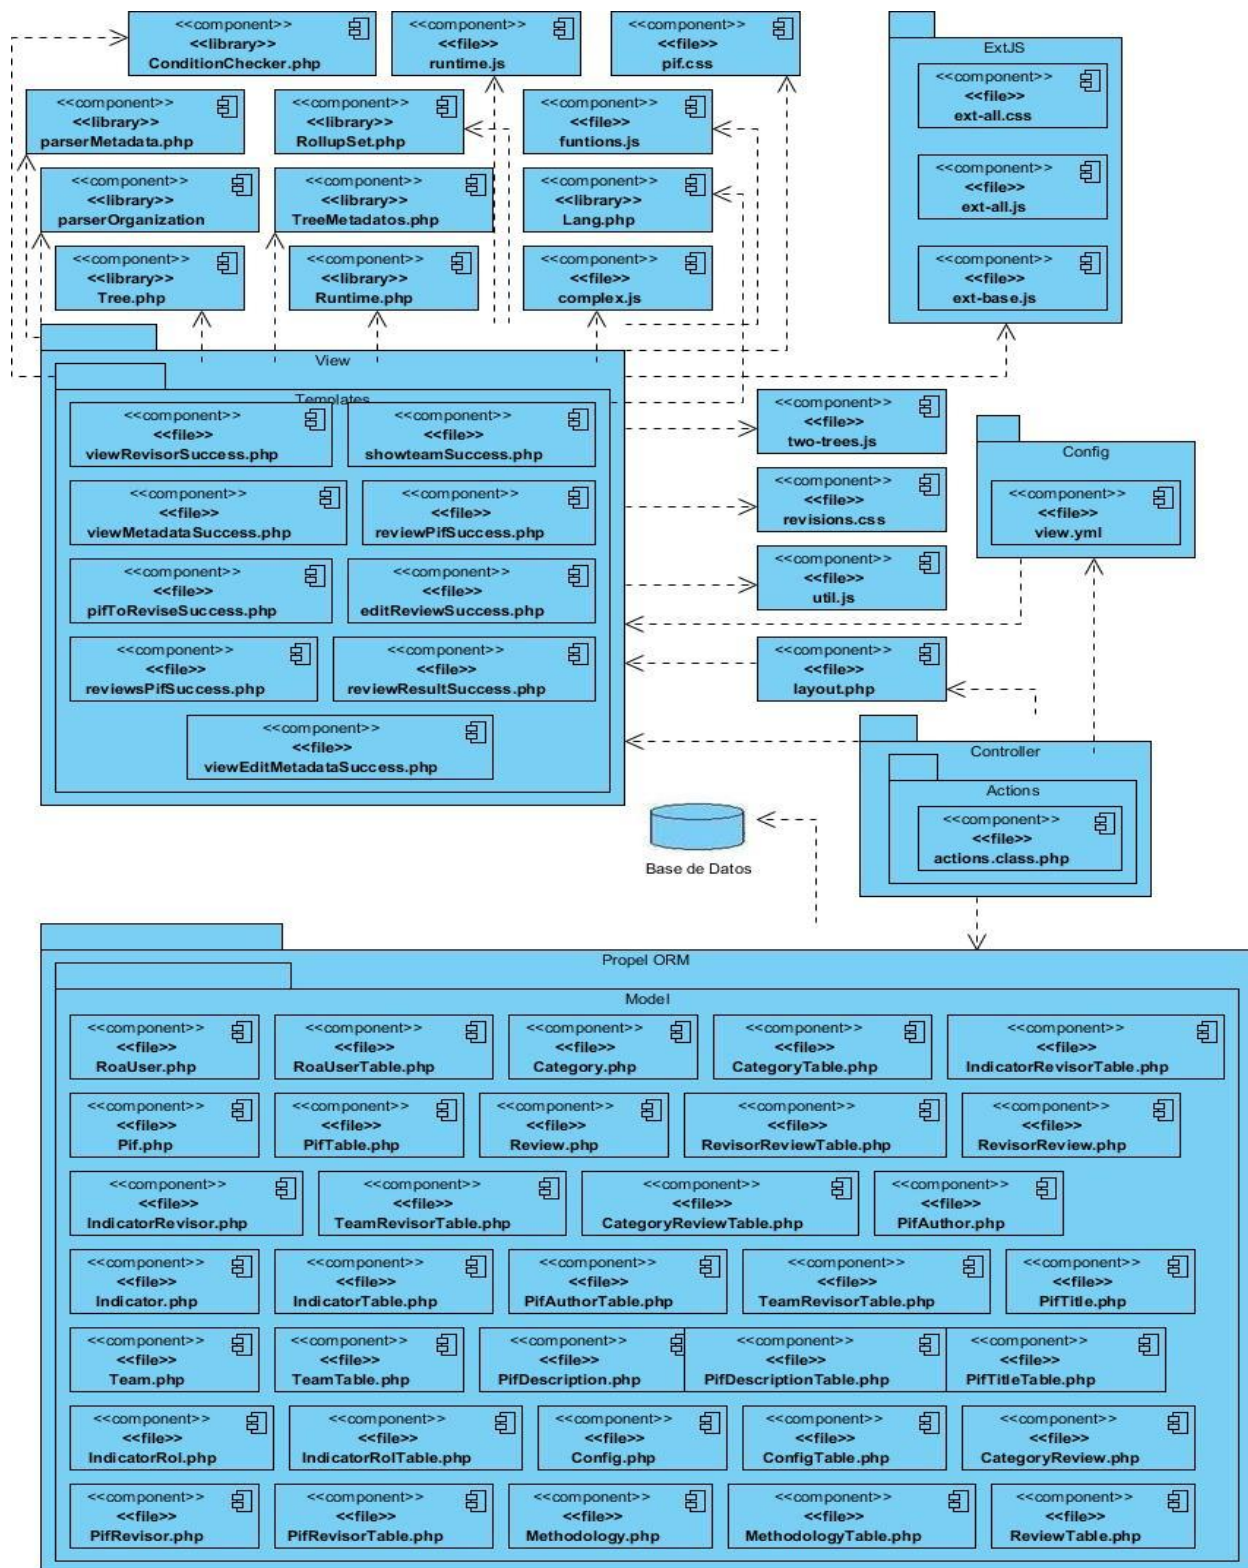 <<component>>
<<library>>
ConditionChecker.php
<<component>>
<<file>>
runtime.js
<<component>>
<<file>>
pif.css
ExtJS
<<component>>
<<file>>
ext-all.css
<<component>>
<<file>>
ext-all.js
<<component>>
<<file>>
ext-base.js
<<component>>
<<library>>
parserMetadata.php
<<component>>
<<library>>
RollupSet.php
<<component>>
<<file>>
funtions.js
<<component>>
<<library>>
parserOrganization
<<component>>
<<library>>
TreeMetadatos.php
<<component>>
<<library>>
Lang.php
<<component>>
<<library>>
Tree.php
<<component>>
<<library>>
Runtime.php
<<component>>
<<file>>
complex.js
View
Templates
<<component>>
<<file>>
viewRevisorSuccess.php
<<component>>
<<file>>
showteamSuccess.php
<<component>>
<<file>>
viewMetadataSuccess.php
<<component>>
<<file>>
reviewPifSuccess.php
<<component>>
<<file>>
pifToReviseSuccess.php
<<component>>
<<file>>
editReviewSuccess.php
<<component>>
<<file>>
reviewsPifSuccess.php
<<component>>
<<file>>
reviewResultSuccess.php
<<component>>
<<file>>
viewEditMetadataSuccess.php
<<component>>
<<file>>
two-trees.js
<<component>>
<<file>>
revisions.css
<<component>>
<<file>>
util.js
<<component>>
<<file>>
layout.php
Config
<<component>>
<<file>>
view.yml
Controller
Actions
<<component>>
<<file>>
actions.class.php
Base de Datos
Propel ORM
Model
<<component>>
<<file>>
RoaUser.php
<<component>>
<<file>>
RoaUserTable.php
<<component>>
<<file>>
Category.php
<<component>>
<<file>>
CategoryTable.php
<<component>>
<<file>>
IndicatorRevisorTable.php
<<component>>
<<file>>
Pif.php
<<component>>
<<file>>
PifTable.php
<<component>>
<<file>>
Review.php
<<component>>
<<file>>
RevisorReviewTable.php
<<component>>
<<file>>
RevisorReview.php
<<component>>
<<file>>
IndicatorRevisor.php
<<component>>
<<file>>
TeamRevisorTable.php
<<component>>
<<file>>
CategoryReviewTable.php
<<component>>
<<file>>
PifAuthor.php
<<component>>
<<file>>
Indicator.php
<<component>>
<<file>>
IndicatorTable.php
<<component>>
<<file>>
PifAuthorTable.php
<<component>>
<<file>>
TeamRevisorTable.php
<<component>>
<<file>>
PifTitle.php
<<component>>
<<file>>
Team.php
<<component>>
<<file>>
TeamTable.php
<<component>>
<<file>>
PifDescription.php
<<component>>
<<file>>
PifDescriptionTable.php
<<component>>
<<file>>
PifTitleTable.php
<<component>>
<<file>>
IndicatorRol.php
<<component>>
<<file>>
IndicatorRolTable.php
<<component>>
<<file>>
Config.php
<<component>>
<<file>>
ConfigTable.php
<<component>>
<<file>>
CategoryReview.php
<<component>>
<<file>>
PifRevisor.php
<<component>>
<<file>>
PifRevisorTable.php
<<component>>
<<file>>
Methodology.php
<<component>>
<<file>>
MethodologyTable.php
<<component>>
<<file>>
ReviewTable.php